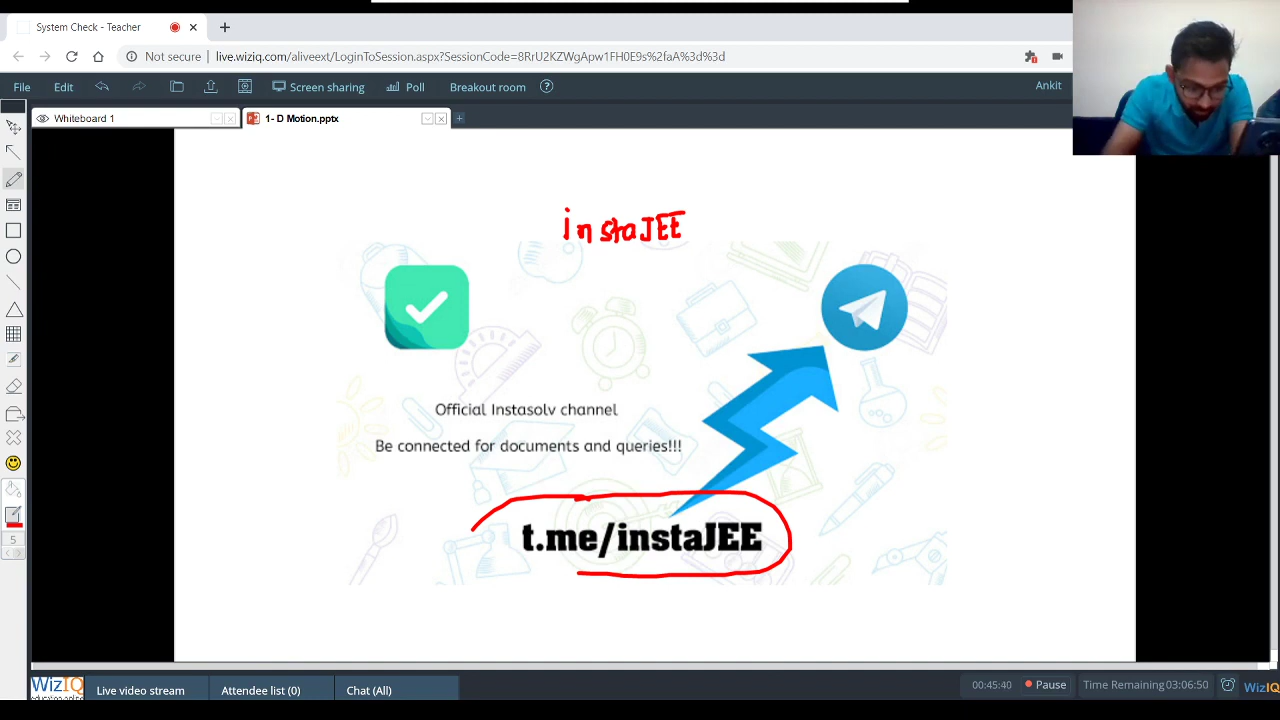 System Check - Teacher
Not secure | live.wiziq.com/aliveext/LoginToSession.aspx?SessionCode=8RrU2KZWgApw1FH0E9s%2faA%3d%3d
File Edit Screen sharing Poll Breakout room ? Ankit
Whiteboard 1 1- D Motion.pptx
instaJEE
Official Instasolv channel
Be connected for documents and queries!!!
t.me/instaJEE
5
WizIQ Live video stream Attendee list (0) Chat (All) 00:45:40 Pause Time Remaining 03:06:50 WizIQ